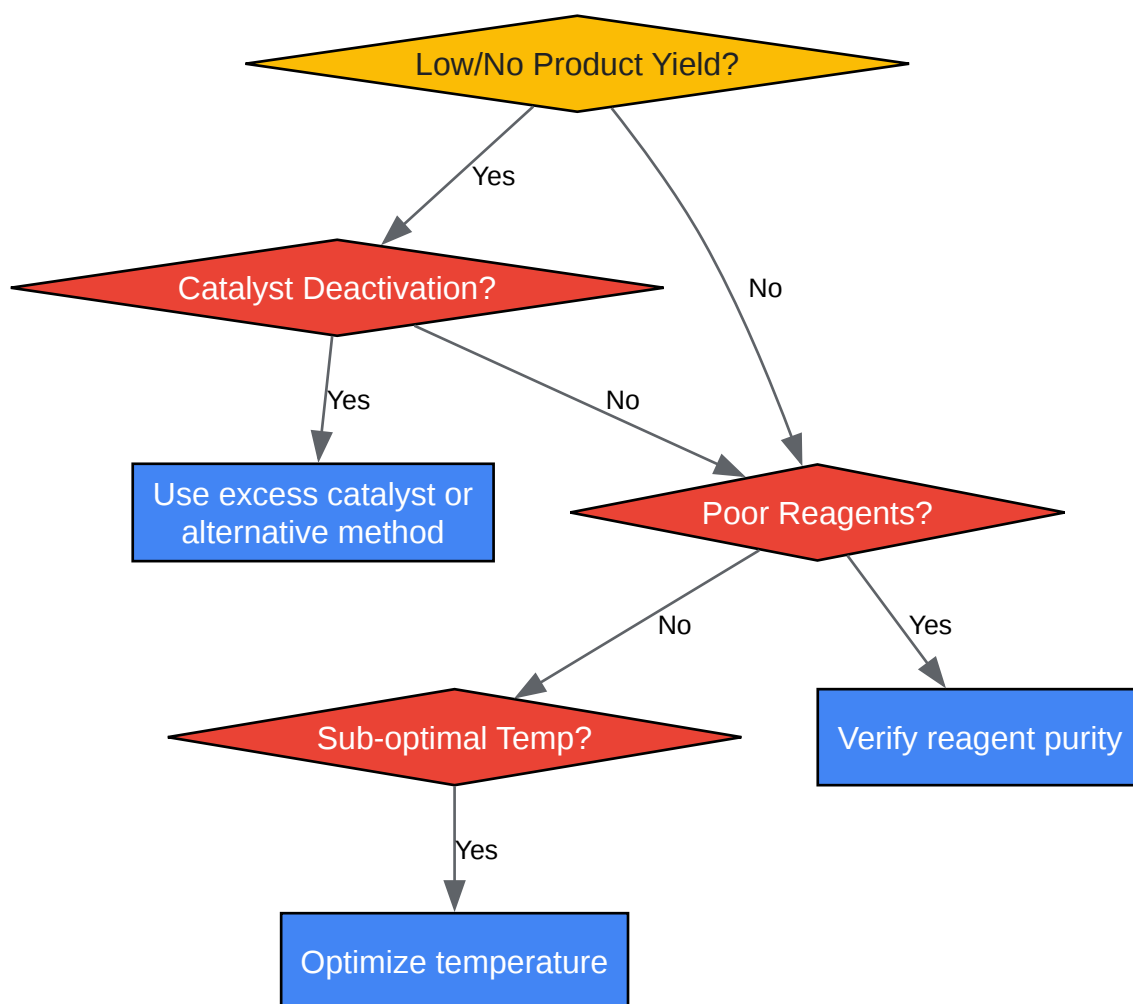 Low/No Product Yield?
Yes
Catalyst Deactivation?
No
Yes
No
Use excess catalyst or
alternative method
Poor Reagents?
No
Yes
Sub-optimal Temp?
Verify reagent purity
Yes
Optimize temperature